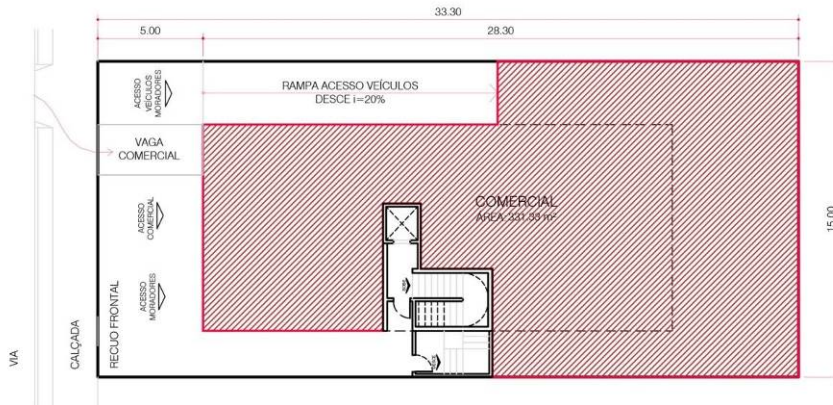 33.30
5.00
28.30
ACESSO
VEÍCULOS
MORADORES
RAMPA ACESSO VEÍCULOS
DESCE i=20%
VAGA
COMERCIAL
ACESSO
COMERCIAL
COMERCIAL
ÁREA: 331.33 m²
15.00
ACESSO
MORADORES
RECUO FRONTAL
CALÇADA
VIA